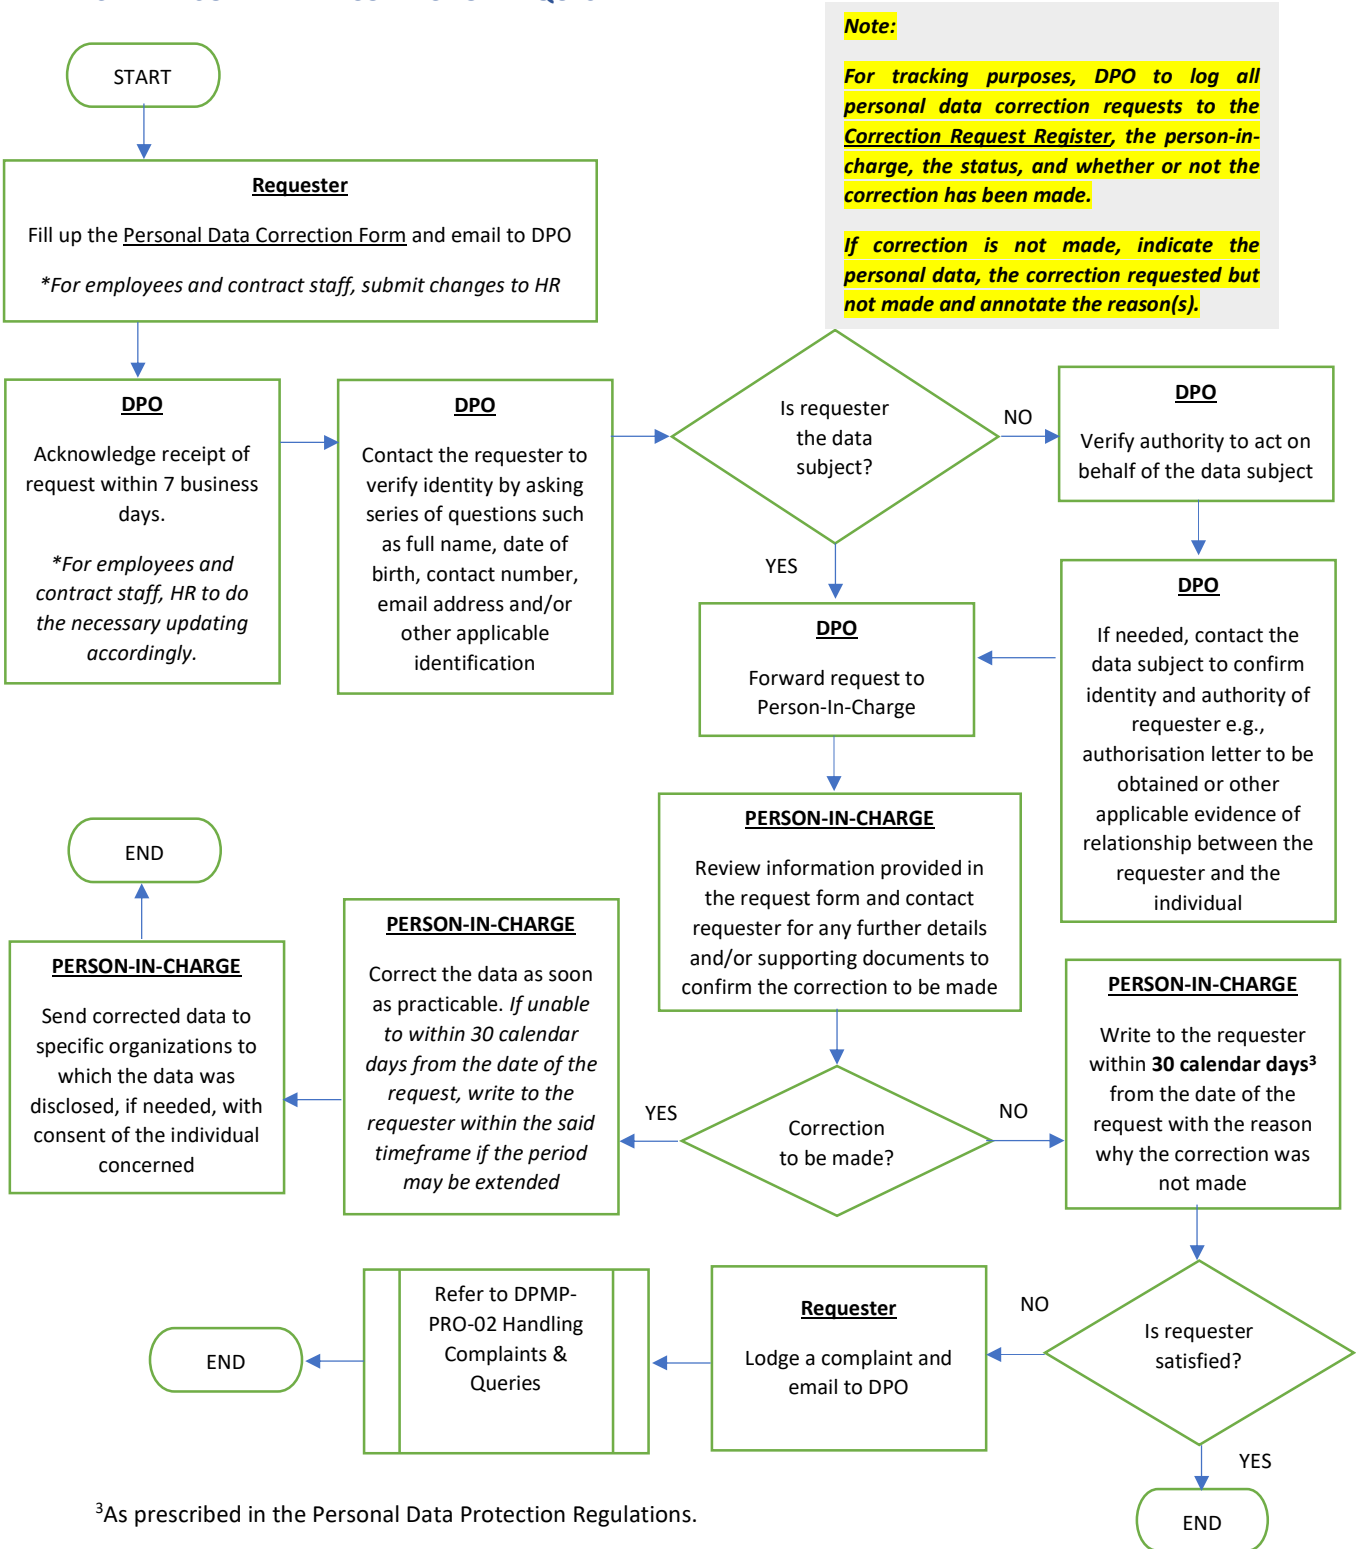 START
Note:
For tracking purposes, DPO to log all
personal data correction requests to the
Correction Request Register, the person-in-
charge, the status, and whether or not the
correction has been made.
If correction is not made, indicate the
personal data, the correction requested but
not made and annotate the reason(s).
Requester
Fill up the Personal Data Correction Form and email to DPO
*For employees and contract staff, submit changes to HR
DPO
Acknowledge receipt of
request within 7 business
days.
*For employees and
contract staff, HR to do
the necessary updating
accordingly.
DPO
Contact the requester to
verify identity by asking
series of questions such
as full name, date of
birth, contact number,
email address and/or
other applicable
identification
Is requester
the data
subject?
NO
YES
DPO
Verify authority to act on
behalf of the data subject
DPO
If needed, contact the
data subject to confirm
identity and authority of
requester e.g.,
authorisation letter to be
obtained or other
applicable evidence of
relationship between the
requester and the
individual
DPO
Forward request to
Person-In-Charge
PERSON-IN-CHARGE
Review information provided in
the request form and contact
requester for any further details
and/or supporting documents to
confirm the correction to be made
Correction
to be made?
YES
NO
PERSON-IN-CHARGE
Correct the data as soon
as practicable. If unable
to within 30 calendar
days from the date of the
request, write to the
requester within the said
timeframe if the period
may be extended
PERSON-IN-CHARGE
Send corrected data to
specific organizations to
which the data was
disclosed, if needed, with
consent of the individual
concerned
END
PERSON-IN-CHARGE
Write to the requester
within 30 calendar days³
from the date of the
request with the reason
why the correction was
not made
Is requester
satisfied?
NO
YES
Requester
Lodge a complaint and
email to DPO
Refer to DPMP-
PRO-02 Handling
Complaints &
Queries
END
END
³As prescribed in the Personal Data Protection Regulations.